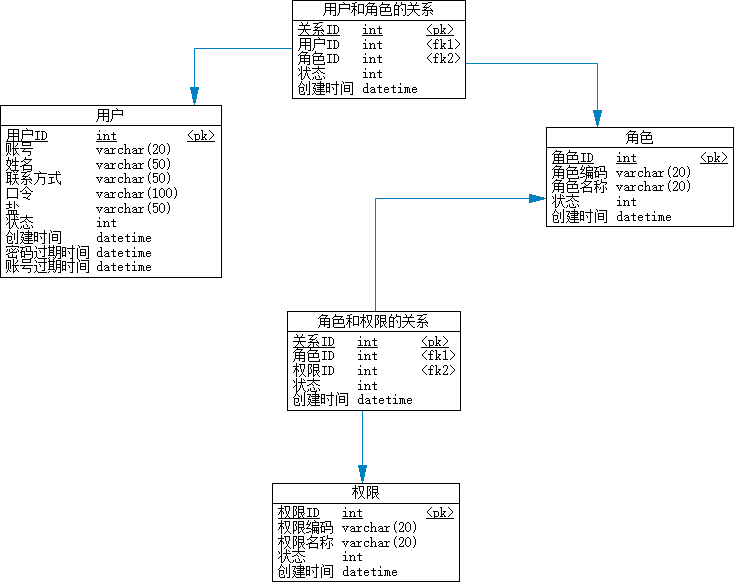 用户和角色的关系
关系ID int <pk>
用户ID int <fk1>
角色ID int <fk2>
状态 int
创建时间 datetime
用户
用户ID int <pk>
账号 varchar(20)
姓名 varchar(50)
联系方式 varchar(50)
口令 varchar(100)
盐 varchar(50)
状态 int
创建时间 datetime
密码过期时间 datetime
账号过期时间 datetime
角色
角色ID int <pk>
角色编码 varchar(20)
角色名称 varchar(20)
状态 int
创建时间 datetime
角色和权限的关系
关系ID int <pk>
角色ID int <fk1>
权限ID int <fk2>
状态 int
创建时间 datetime
权限
权限ID int <pk>
权限编码 varchar(20)
权限名称 varchar(20)
状态 int
创建时间 datetime